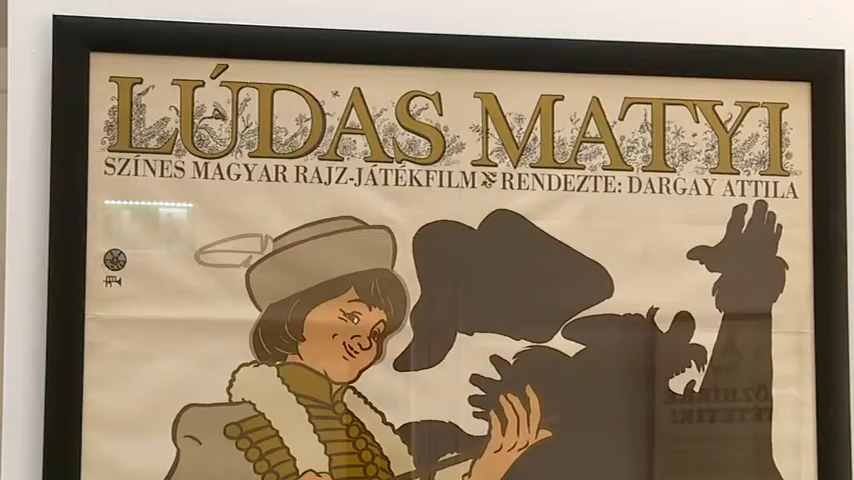 LÚDAS MATYI
SZÍNES MAGYAR RAJZ-JÁTÉKFILM RENDEZTE: DARGAY ATTILA